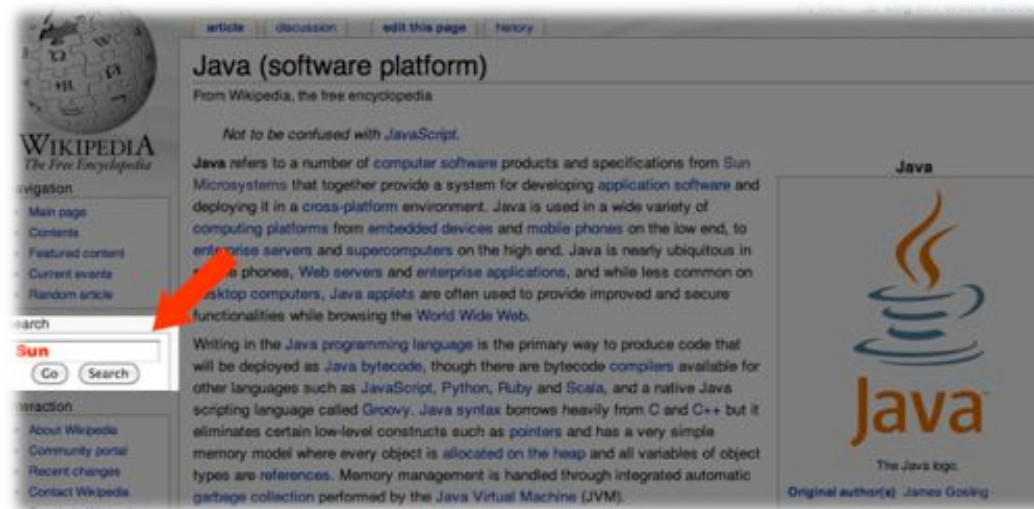 article discussion edit this page history
Java (software platform)
From Wikipedia, the free encyclopedia
Not to be confused with JavaScript.
WIKIPEDIA
The Free Encyclopedia
navigation
Main page
Contents
Featured content
Current events
Random article
search
Sun
Go Search
interaction
About Wikipedia
Community portal
Recent changes
Contact Wikipedia
Java refers to a number of computer software products and specifications from Sun
Microsystems that together provide a system for developing application software and
deploying it in a cross-platform environment. Java is used in a wide variety of
computing platforms from embedded devices and mobile phones on the low end, to
enterprise servers and supercomputers on the high end. Java is nearly ubiquitous in
phones, Web servers and enterprise applications, and while less common on
desktop computers, Java applets are often used to provide improved and secure
functionalities while browsing the World Wide Web.
Writing in the Java programming language is the primary way to produce code that
will be deployed as Java bytecode, though there are bytecode compilers available for
other languages such as JavaScript, Python, Ruby and Scala, and a native Java
scripting language called Groovy. Java syntax borrows heavily from C and C++ but it
eliminates certain low-level constructs such as pointers and has a very simple
memory model where every object is allocated on the heap and all variables of object
types are references. Memory management is handled through integrated automatic
garbage collection performed by the Java Virtual Machine (JVM).
Java
Java
The Java logo.
Original author(s) James Gosling